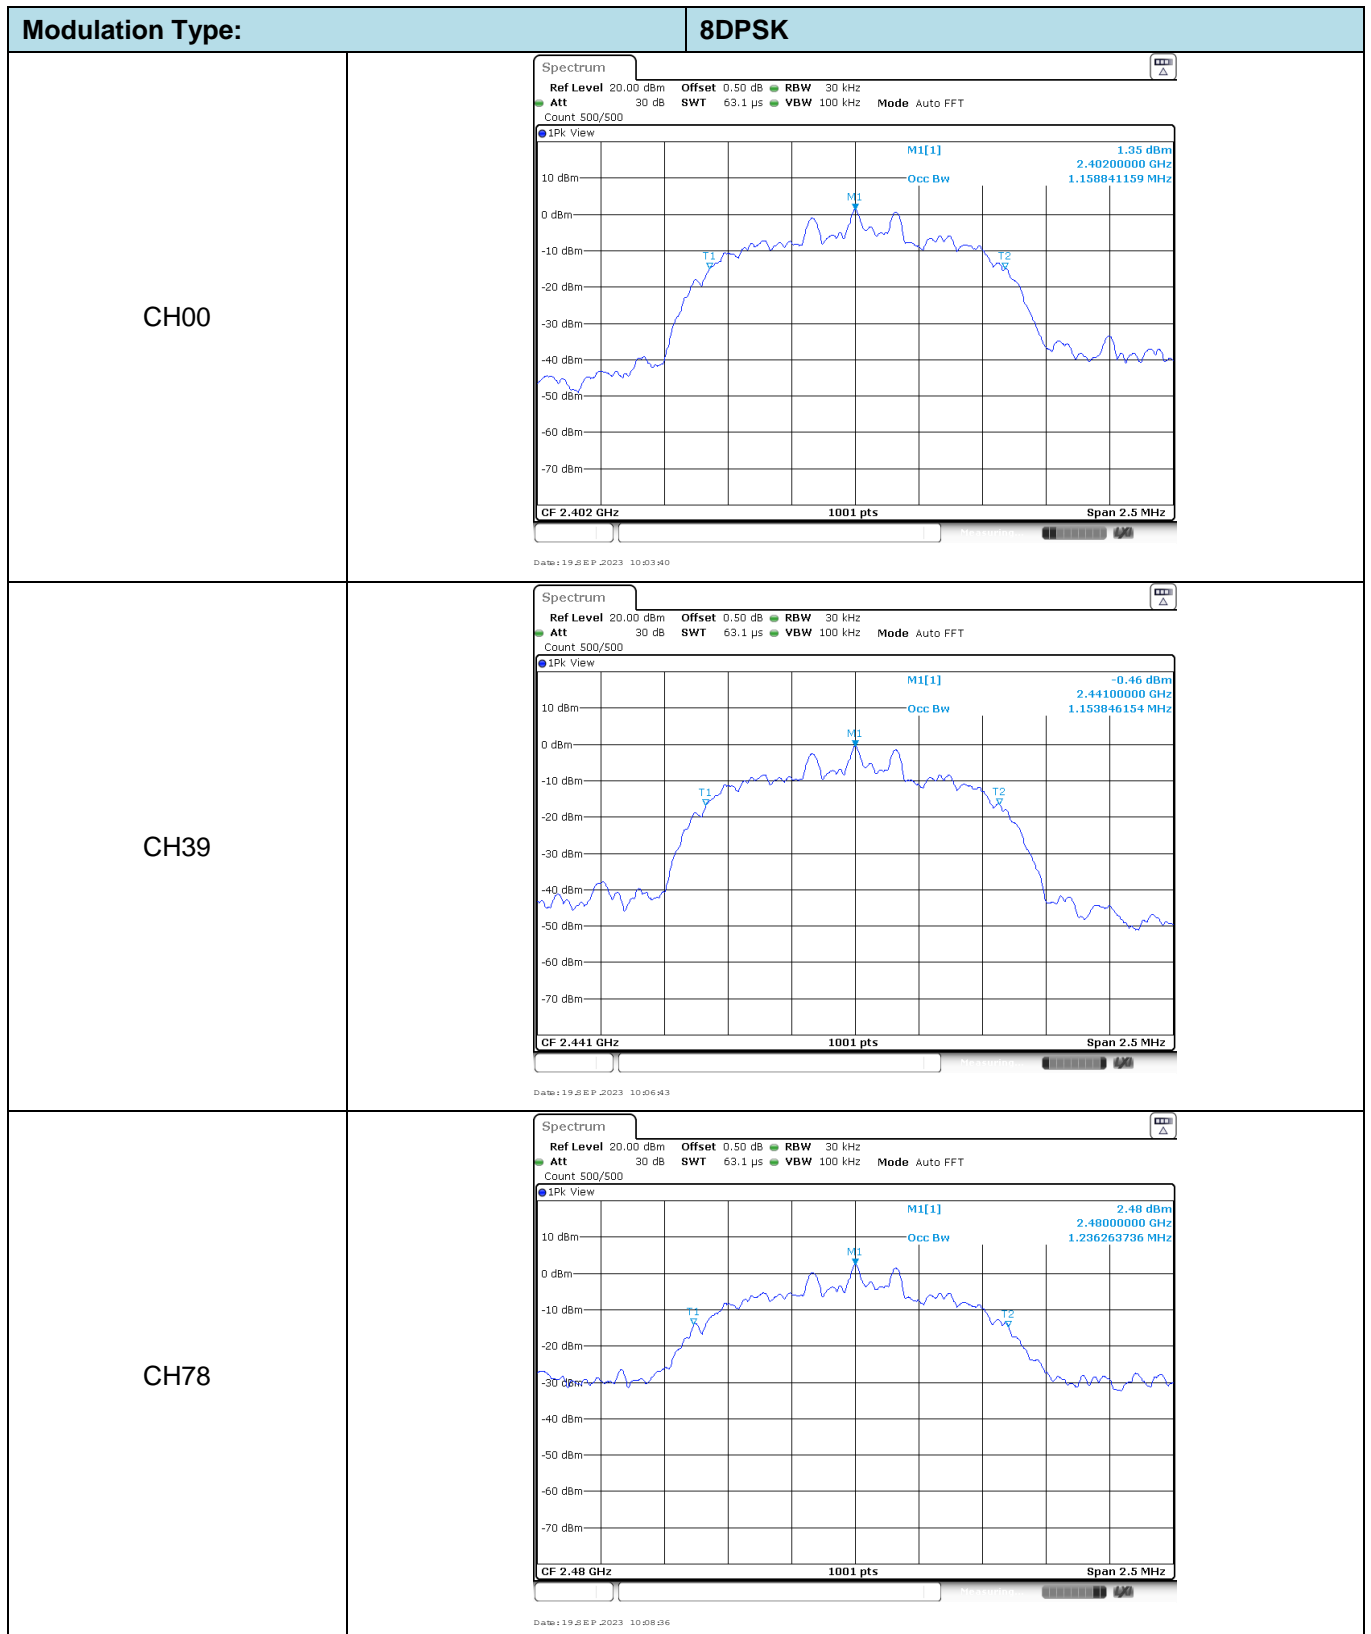 Modulation Type: 8DPSK
CH00
Spectrum
Ref Level 20.00 dBm Offset 0.50 dB RBW 30 kHz
Att 30 dB SWT 63.1 µs VBW 100 kHz Mode Auto FFT
Count 500/500
1Pk View
M1[1] 1.35 dBm
2.40200000 GHz
10 dBm Occ Bw 1.158841159 MHz
M1
0 dBm
-10 dBm
T1 T2
-20 dBm
-30 dBm
-40 dBm
-50 dBm
-60 dBm
-70 dBm
CF 2.402 GHz 1001 pts Span 2.5 MHz
Measuring...
Date: 19.SEP.2023 10:03:40
CH39
Spectrum
Ref Level 20.00 dBm Offset 0.50 dB RBW 30 kHz
Att 30 dB SWT 63.1 µs VBW 100 kHz Mode Auto FFT
Count 500/500
1Pk View
M1[1] -0.46 dBm
2.44100000 GHz
10 dBm Occ Bw 1.153846154 MHz
M1
0 dBm
-10 dBm
T1 T2
-20 dBm
-30 dBm
-40 dBm
-50 dBm
-60 dBm
-70 dBm
CF 2.441 GHz 1001 pts Span 2.5 MHz
Measuring...
Date: 19.SEP.2023 10:06:43
CH78
Spectrum
Ref Level 20.00 dBm Offset 0.50 dB RBW 30 kHz
Att 30 dB SWT 63.1 µs VBW 100 kHz Mode Auto FFT
Count 500/500
1Pk View
M1[1] 2.48 dBm
2.48000000 GHz
10 dBm Occ Bw 1.236263736 MHz
M1
0 dBm
-10 dBm
T1 T2
-20 dBm
-30 dBm
-40 dBm
-50 dBm
-60 dBm
-70 dBm
CF 2.48 GHz 1001 pts Span 2.5 MHz
Measuring...
Date: 19.SEP.2023 10:08:36